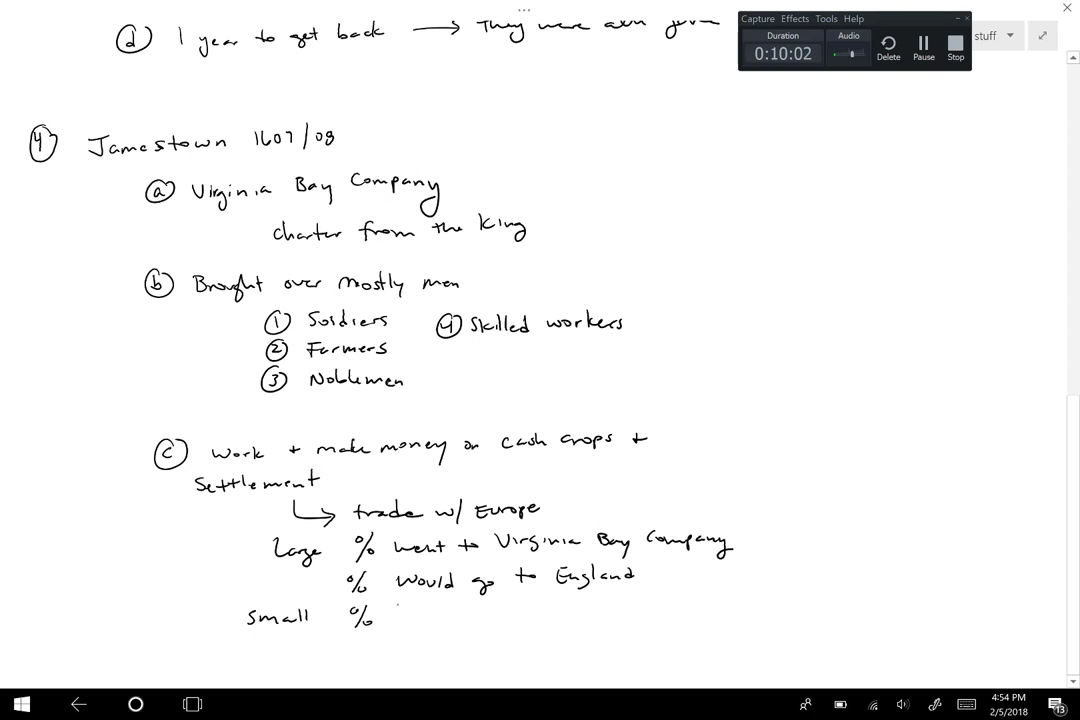 Capture Effects Tools Help
Duration Audio
0:10:02 Delete Pause Stop
stuff
(d) 1 year to get back → They were
(4) Jamestown 1607/08
(a) Virginia Bay Company
charter from the King
(b) Brought over mostly men
(1) Soldiers (4) Skilled workers
(2) Farmers
(3) Noblemen
(c) Work + make money on cash crops +
Settlement
↳ trade w/ Europe
Large % went to Virginia Bay Company
% would go to England
Small %
4:54 PM
2/5/2018
13